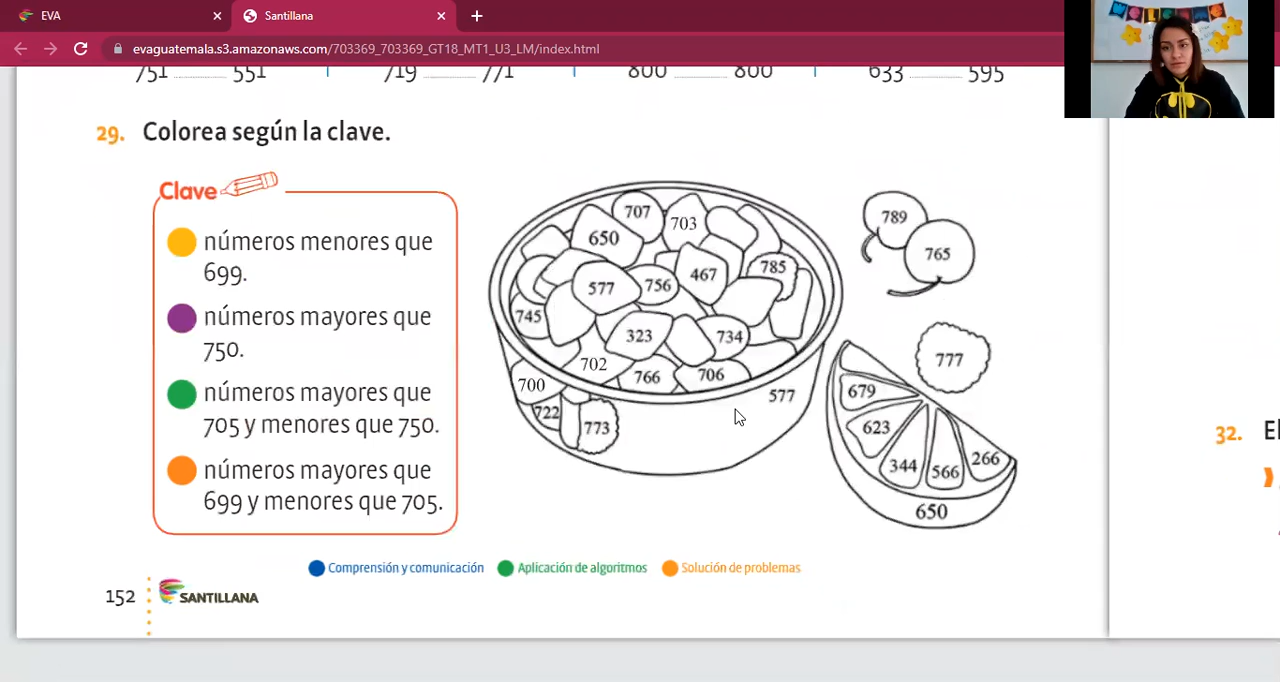 EVA
Santillana
evaguatemala.s3.amazonaws.com/703369_703369_GT18_MT1_U3_LM/index.html
751 ........ 551 719 ........ 771 800 ........ 800 633 ........ 595
29. Colorea según la clave.
Clave
números menores que
699.
números mayores que
750.
números mayores que
705 y menores que 750.
números mayores que
699 y menores que 705.
707
703
650
785
467
577
756
745
323
734
702
766
706
700
722
773
577
789
765
777
679
623
344
566
266
650
32. El
Comprensión y comunicación Aplicación de algoritmos Solución de problemas
152 SANTILLANA